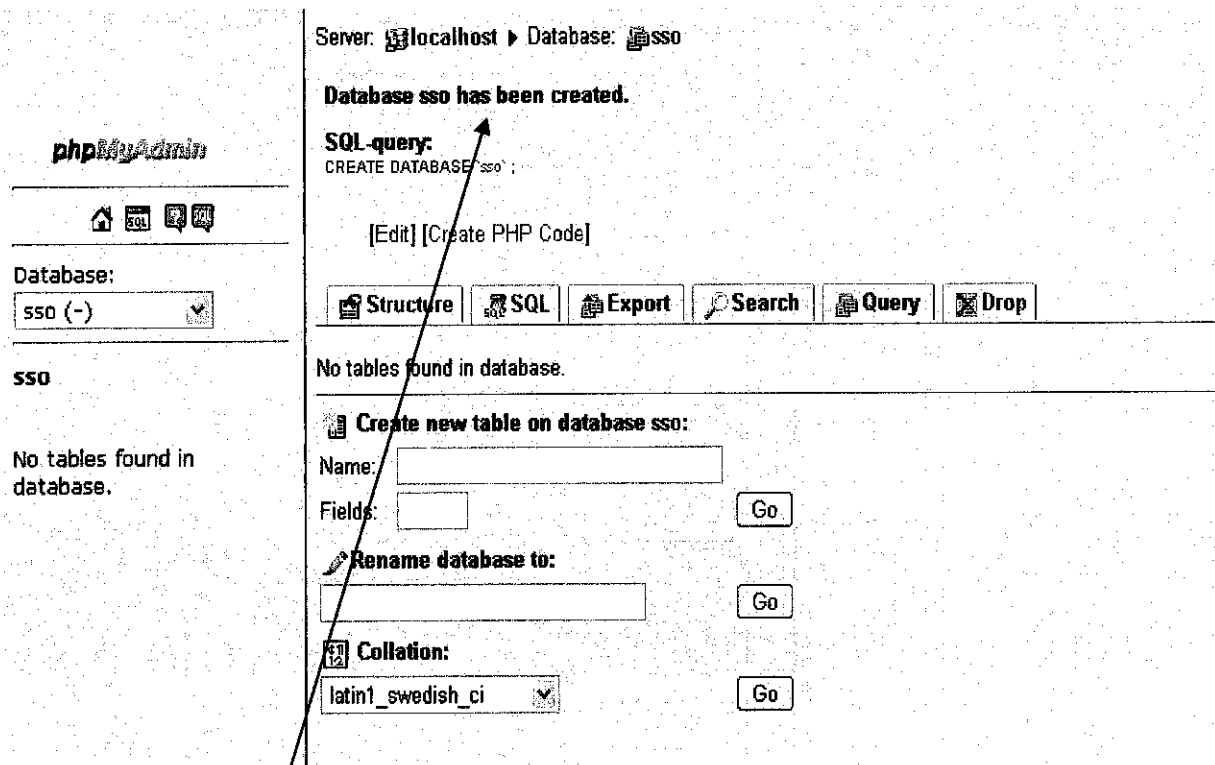 phpMyAdmin
Database:
sso (-)
sso
No tables found in
database.
Server: localhost ▸ Database: sso
Database sso has been created.
SQL-query:
CREATE DATABASE `sso` ;
[Edit] [Create PHP Code]
Structure SQL Export Search Query Drop
No tables found in database.
Create new table on database sso:
Name:
Fields: Go
Rename database to:
Go
Collation:
latin1_swedish_ci Go